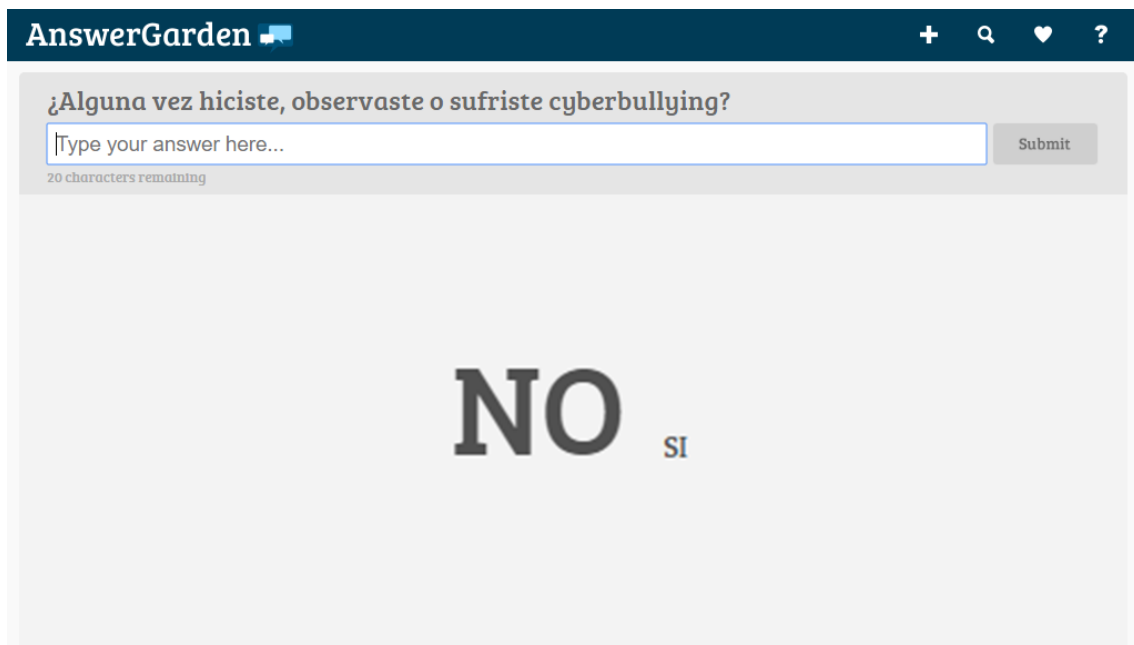 AnswerGarden
¿Alguna vez hiciste, observaste o sufriste cyberbullying?
Type your answer here...
Submit
20 characters remaining
NO
SI